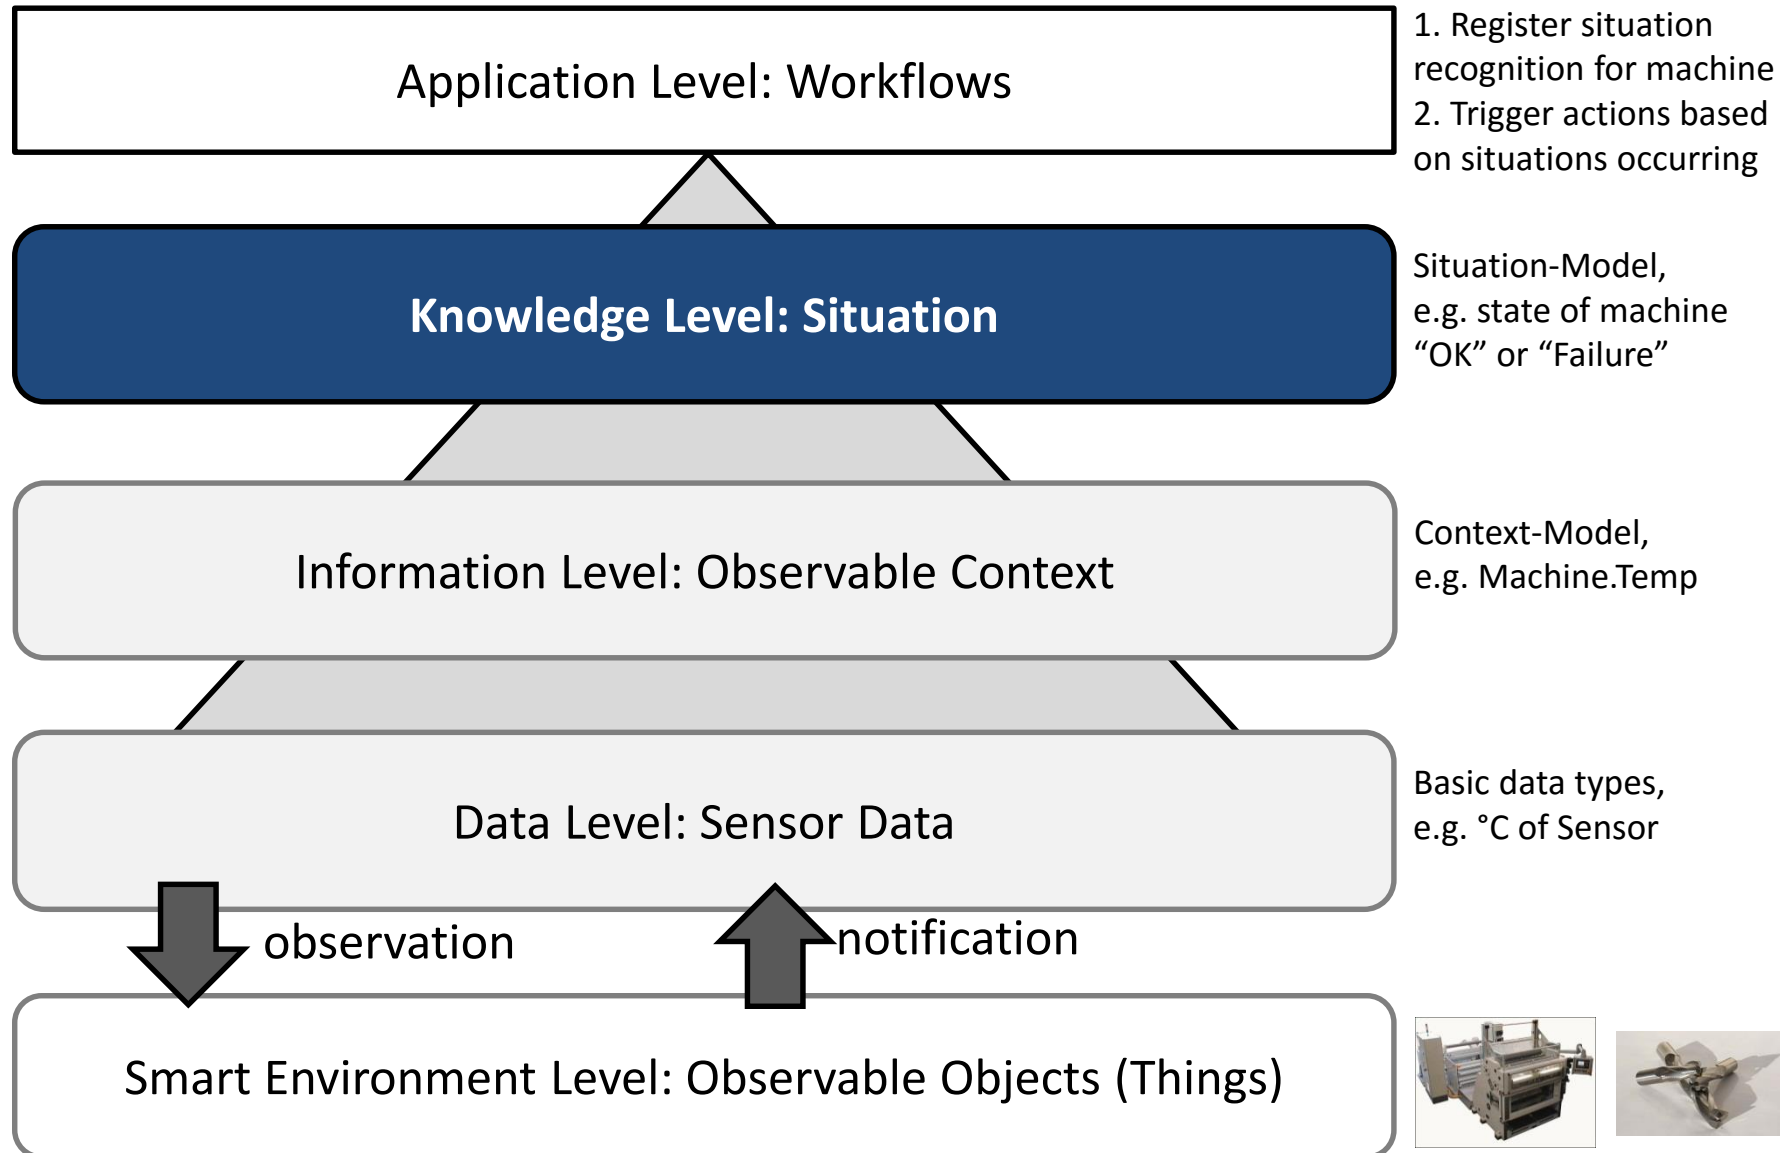 Application Level: Workflows
1. Register situation
recognition for machine
2. Trigger actions based
on situations occurring
Knowledge Level: Situation
Situation-Model,
e.g. state of machine
“OK” or “Failure”
Information Level: Observable Context
Context-Model,
e.g. Machine.Temp
Data Level: Sensor Data
Basic data types,
e.g. °C of Sensor
observation
notification
Smart Environment Level: Observable Objects (Things)